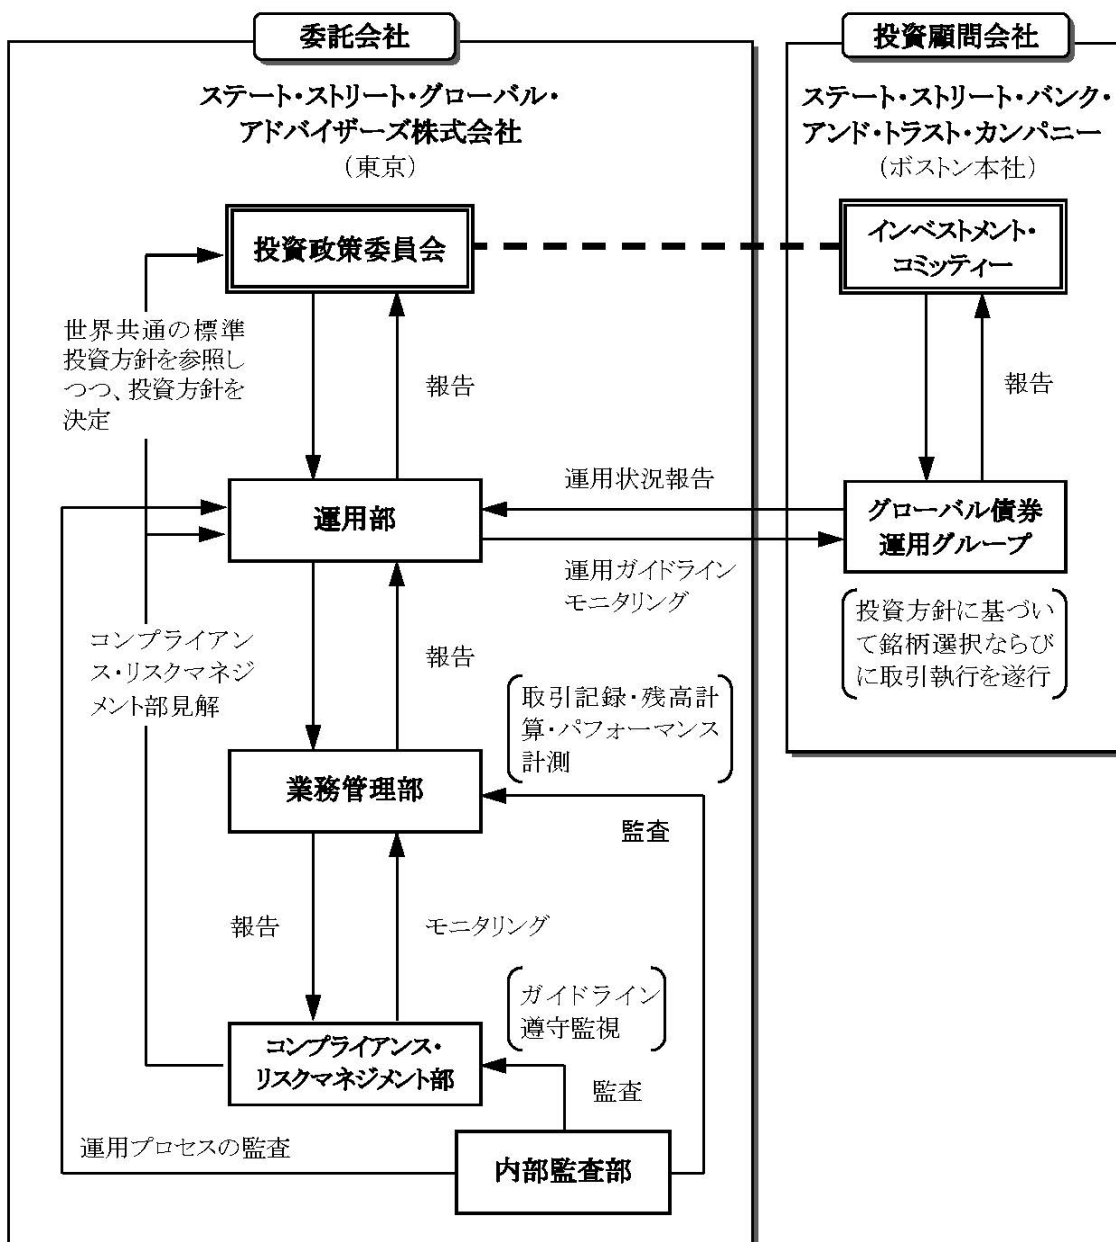 委託会社
ステート・ストリート・グローバル・
アドバイザーズ株式会社
（東京）
投資政策委員会
世界共通の標準
投資方針を参照し
つつ、投資方針を
決定
報告
運用部
運用状況報告
運用ガイドライン
モニタリング
コンプライアン
ス・リスクマネジ
メント部見解
報告
取引記録・残高計
算・パフォーマンス
計測
業務管理部
監査
報告
モニタリング
ガイドライン
遵守監視
コンプライアンス・
リスクマネジメント部
監査
運用プロセスの監査
内部監査部
投資顧問会社
ステート・ストリート・バンク・
アンド・トラスト・カンパニー
（ボストン本社）
インベストメント・
コミッティー
報告
グローバル債券
運用グループ
投資方針に基づい
て銘柄選択ならび
に取引執行を遂行